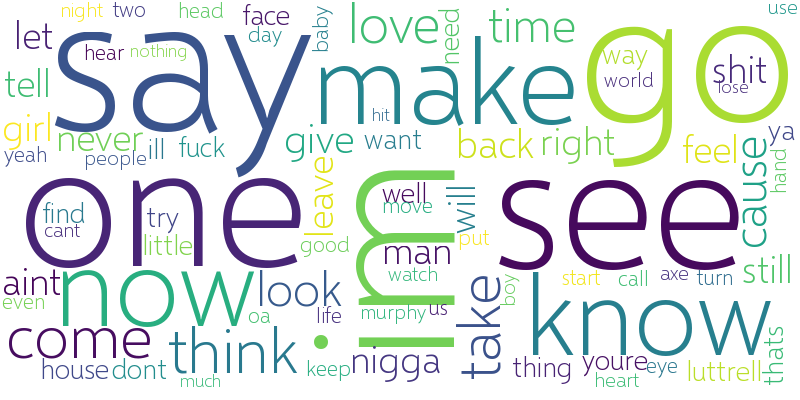 night two head face use
let hear nothing day baby love need time way world shit lose
say make go
tell hit
girl never give want back right feel ya
yeah people ill fuck cause hand
one find cant try little leave im well move will see
good man put
aint even now look watch start call axe turn still
oa life murphy us boy
come think take know
house dont much keep nigga thing youre eye heart luttrell thats